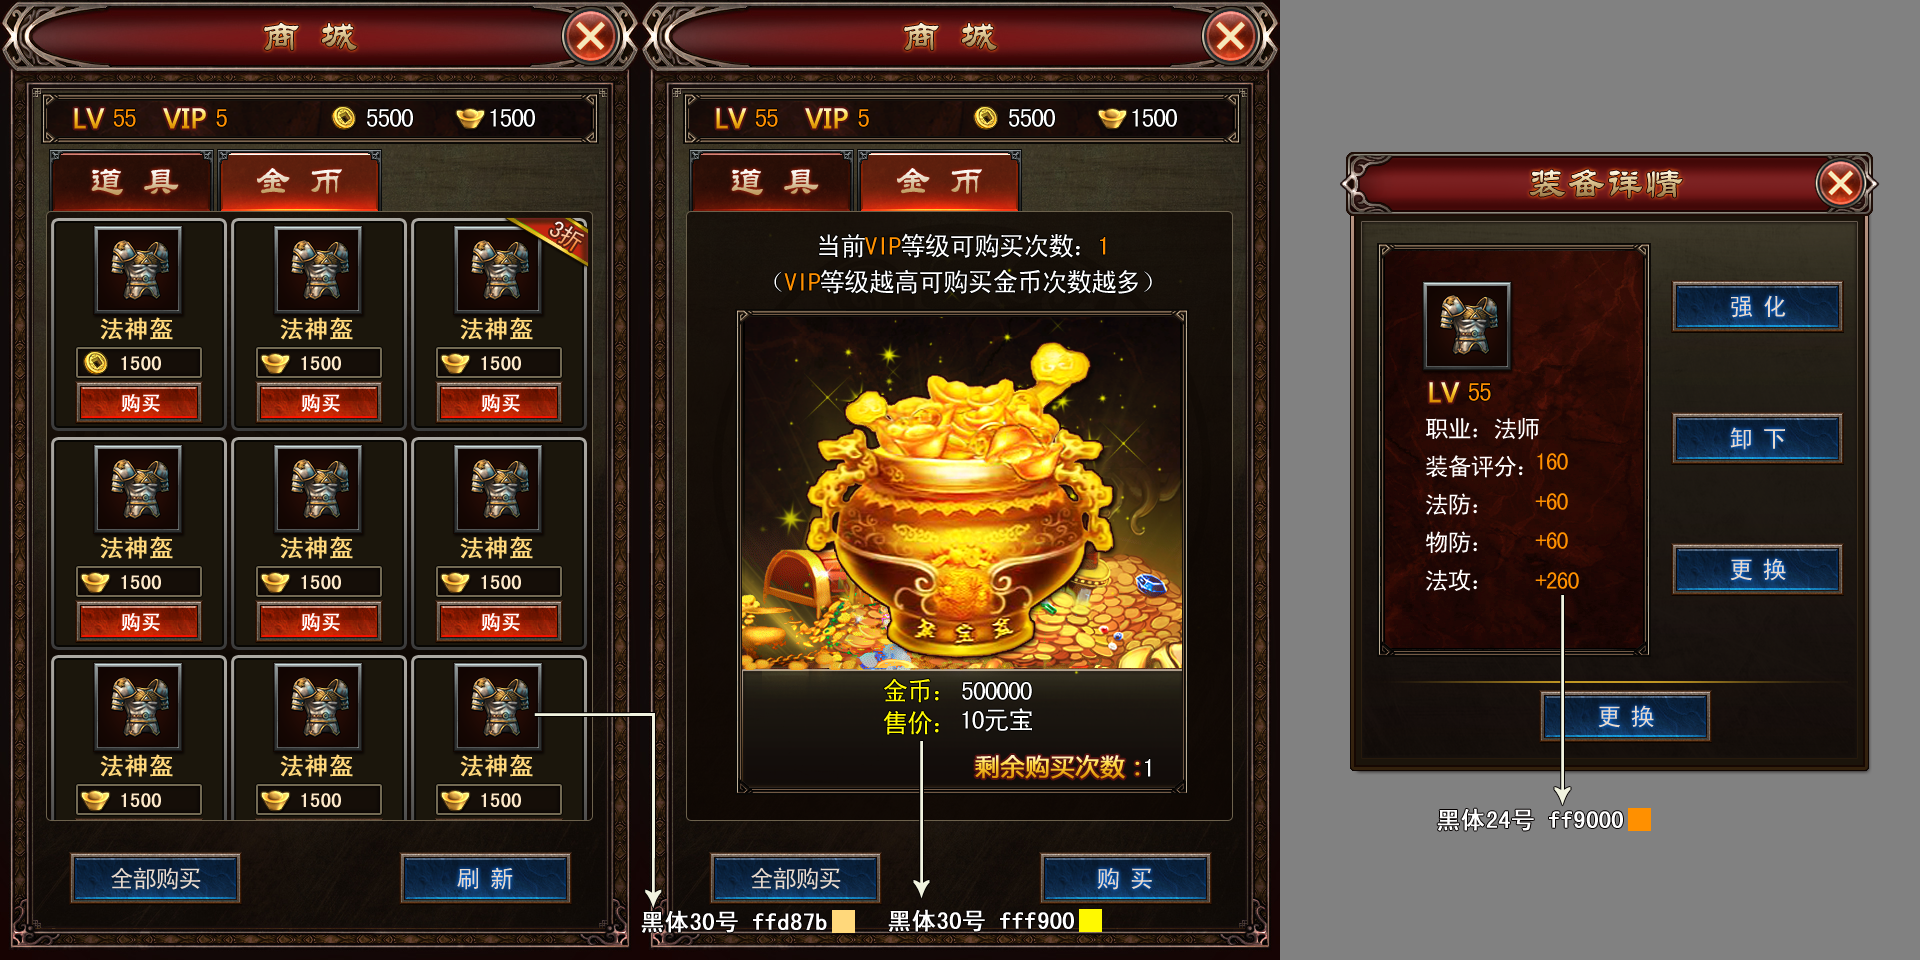 商 城
LV 55 VIP 5 5500 1500
道 具 金 币
3折
法神盔 法神盔 法神盔
1500 1500 1500
购买 购买 购买
法神盔 法神盔 法神盔
1500 1500 1500
购买 购买 购买
法神盔 法神盔 法神盔
1500 1500 1500
全部购买 刷 新
黑体30号 ffd87b
商 城
LV 55 VIP 5 5500 1500
道 具 金 币
当前VIP等级可购买次数：1
（VIP等级越高可购买金币次数越多）
聚宝盆
金币： 500000
售价： 10元宝
剩余购买次数：1
全部购买 购 买
黑体30号 fff900
装备详情
LV 55
职业：法师
装备评分：160
法防： +60
物防： +60
法攻： +260
强 化
卸 下
更 换
更 换
黑体24号 ff9000